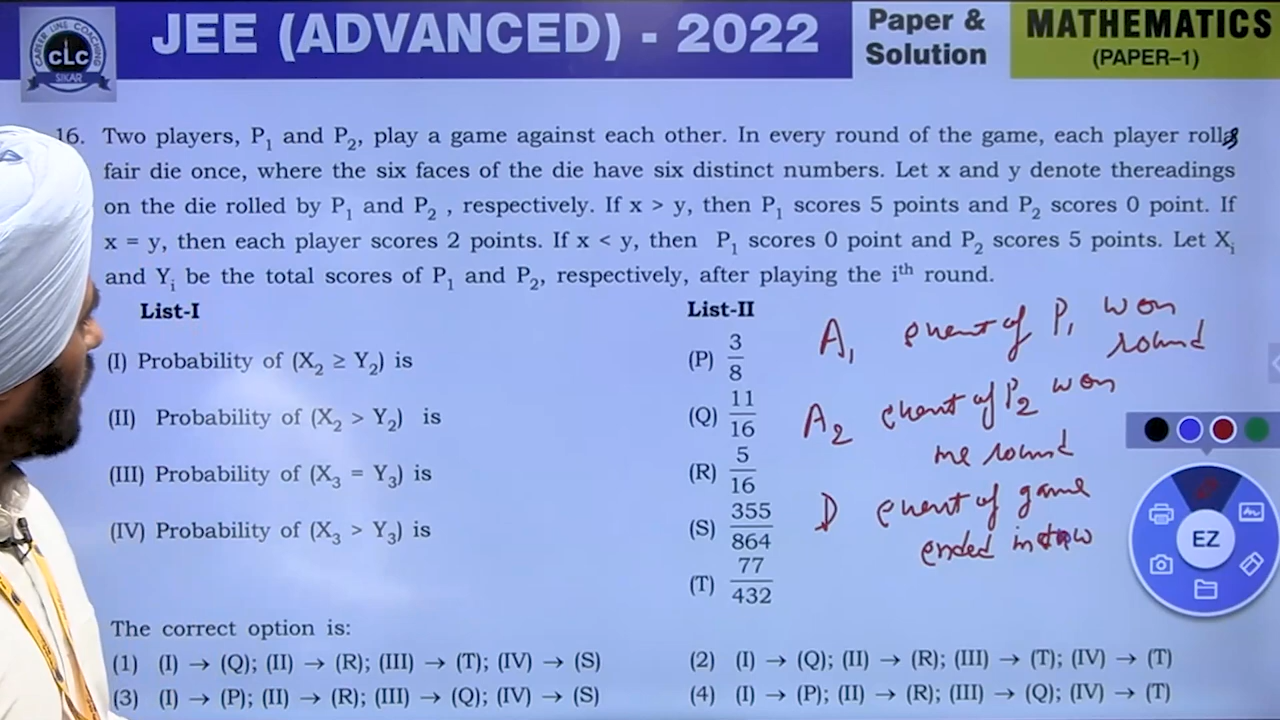 CAREER LINE COACHING
CLC
SIKAR
JEE (ADVANCED) - 2022
Paper &
Solution
MATHEMATICS
(PAPER–1)
16. Two players, P₁ and P₂, play a game against each other. In every round of the game, each player rolls
fair die once, where the six faces of the die have six distinct numbers. Let x and y denote thereadings
on the die rolled by P₁ and P₂ , respectively. If x > y, then P₁ scores 5 points and P₂ scores 0 point. If
x = y, then each player scores 2 points. If x < y, then P₁ scores 0 point and P₂ scores 5 points. Let Xᵢ
and Yᵢ be the total scores of P₁ and P₂, respectively, after playing the iᵗʰ round.
List-I
(I) Probability of (X₂ ≥ Y₂) is
(II) Probability of (X₂ > Y₂) is
(III) Probability of (X₃ = Y₃) is
(IV) Probability of (X₃ > Y₃) is
List-II
(P) 3/8
(Q) 11/16
(R) 5/16
(S) 355/864
(T) 77/432
A₁ event of P₁ won
round
A₂ event of P₂ won
the round
D event of game
ended in draw
EZ
The correct option is:
(1) (I) → (Q); (II) → (R); (III) → (T); (IV) → (S)
(2) (I) → (Q); (II) → (R); (III) → (T); (IV) → (T)
(3) (I) → (P); (II) → (R); (III) → (Q); (IV) → (S)
(4) (I) → (P); (II) → (R); (III) → (Q); (IV) → (T)